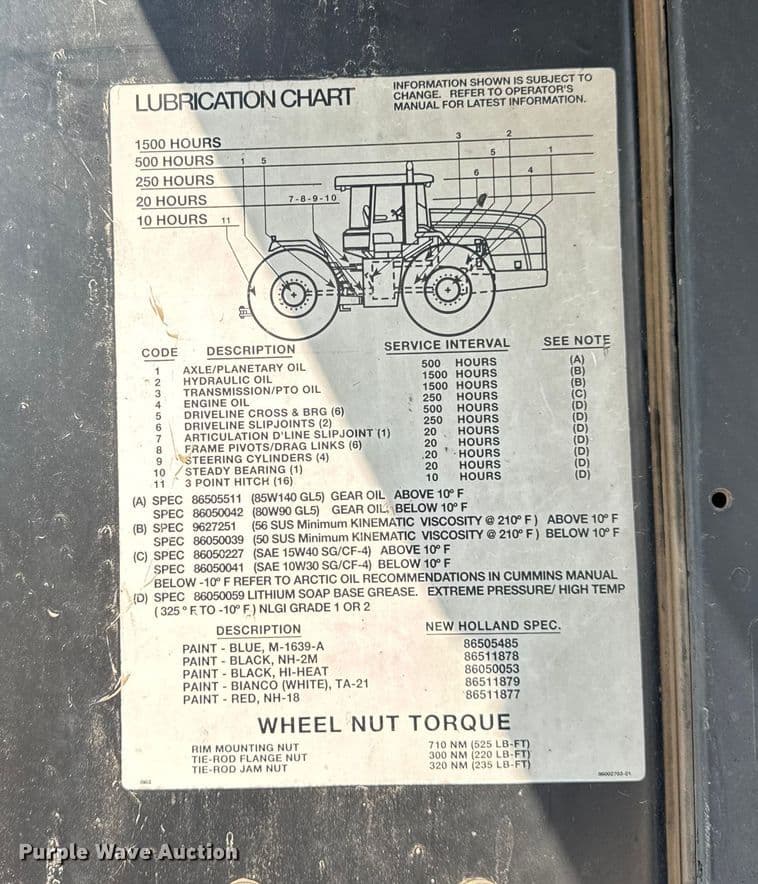 LUBRICATION CHART
INFORMATION SHOWN IS SUBJECT TO
CHANGE. REFER TO OPERATOR'S
MANUAL FOR LATEST INFORMATION.
1500 HOURS 3 2
500 HOURS 1 5 5 1
250 HOURS 6 4
20 HOURS 7-8-9-10
10 HOURS 11
CODE DESCRIPTION SERVICE INTERVAL SEE NOTE
1 AXLE/PLANETARY OIL 500 HOURS (A)
2 HYDRAULIC OIL 1500 HOURS (B)
3 TRANSMISSION/PTO OIL 1500 HOURS (B)
4 ENGINE OIL 250 HOURS (C)
5 DRIVELINE CROSS & BRG (6) 500 HOURS (D)
6 DRIVELINE SLIPJOINTS (2) 250 HOURS (D)
7 ARTICULATION D'LINE SLIPJOINT (1) 20 HOURS (D)
8 FRAME PIVOTS/DRAG LINKS (6) 20 HOURS (D)
9 STEERING CYLINDERS (4) 20 HOURS (D)
10 STEADY BEARING (1) 20 HOURS (D)
11 3 POINT HITCH (16) 10 HOURS (D)
(A) SPEC 86505511 (85W140 GL5) GEAR OIL ABOVE 10° F
SPEC 86050042 (80W90 GL5) GEAR OIL BELOW 10° F
(B) SPEC 9627251 (56 SUS Minimum KINEMATIC VISCOSITY @ 210° F) ABOVE 10° F
SPEC 86050039 (50 SUS Minimum KINEMATIC VISCOSITY @ 210° F) BELOW 10° F
(C) SPEC 86050227 (SAE 15W40 SG/CF-4) ABOVE 10° F
SPEC 86050041 (SAE 10W30 SG/CF-4) BELOW 10° F
BELOW -10° F REFER TO ARCTIC OIL RECOMMENDATIONS IN CUMMINS MANUAL
(D) SPEC 86050059 LITHIUM SOAP BASE GREASE. EXTREME PRESSURE/ HIGH TEMP
(325° F. TO -10° F.) NLGI GRADE 1 OR 2
DESCRIPTION NEW HOLLAND SPEC.
PAINT - BLUE, M-1639-A 86505485
PAINT - BLACK, NH-2M 86511878
PAINT - BLACK, HI-HEAT 86050053
PAINT - BIANCO (WHITE), TA-21 86511879
PAINT - RED, NH-18 86511877
WHEEL NUT TORQUE
RIM MOUNTING NUT 710 NM (525 LB-FT)
TIE-ROD FLANGE NUT 300 NM (220 LB-FT)
TIE-ROD JAM NUT 320 NM (235 LB-FT)
Purple Wave Auction